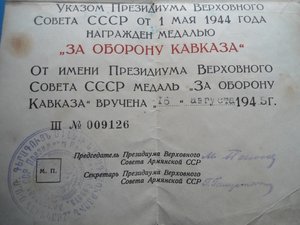 Указом Президиума Верховного
Совета СССР от 1 мая 1944 года
НАГРАЖДЕН МЕДАЛЬЮ
„ЗА ОБОРОНУ КАВКАЗА“
От имени Президиума Верховного
Совета СССР медаль „За оборону
Кавказа“ вручена „16“ августа 1945г.
Ш № 009126
Председатель Президиума Верховного
Совета Армянской ССР
М. П.
Секретарь Президиума Верховного
Совета Армянской ССР